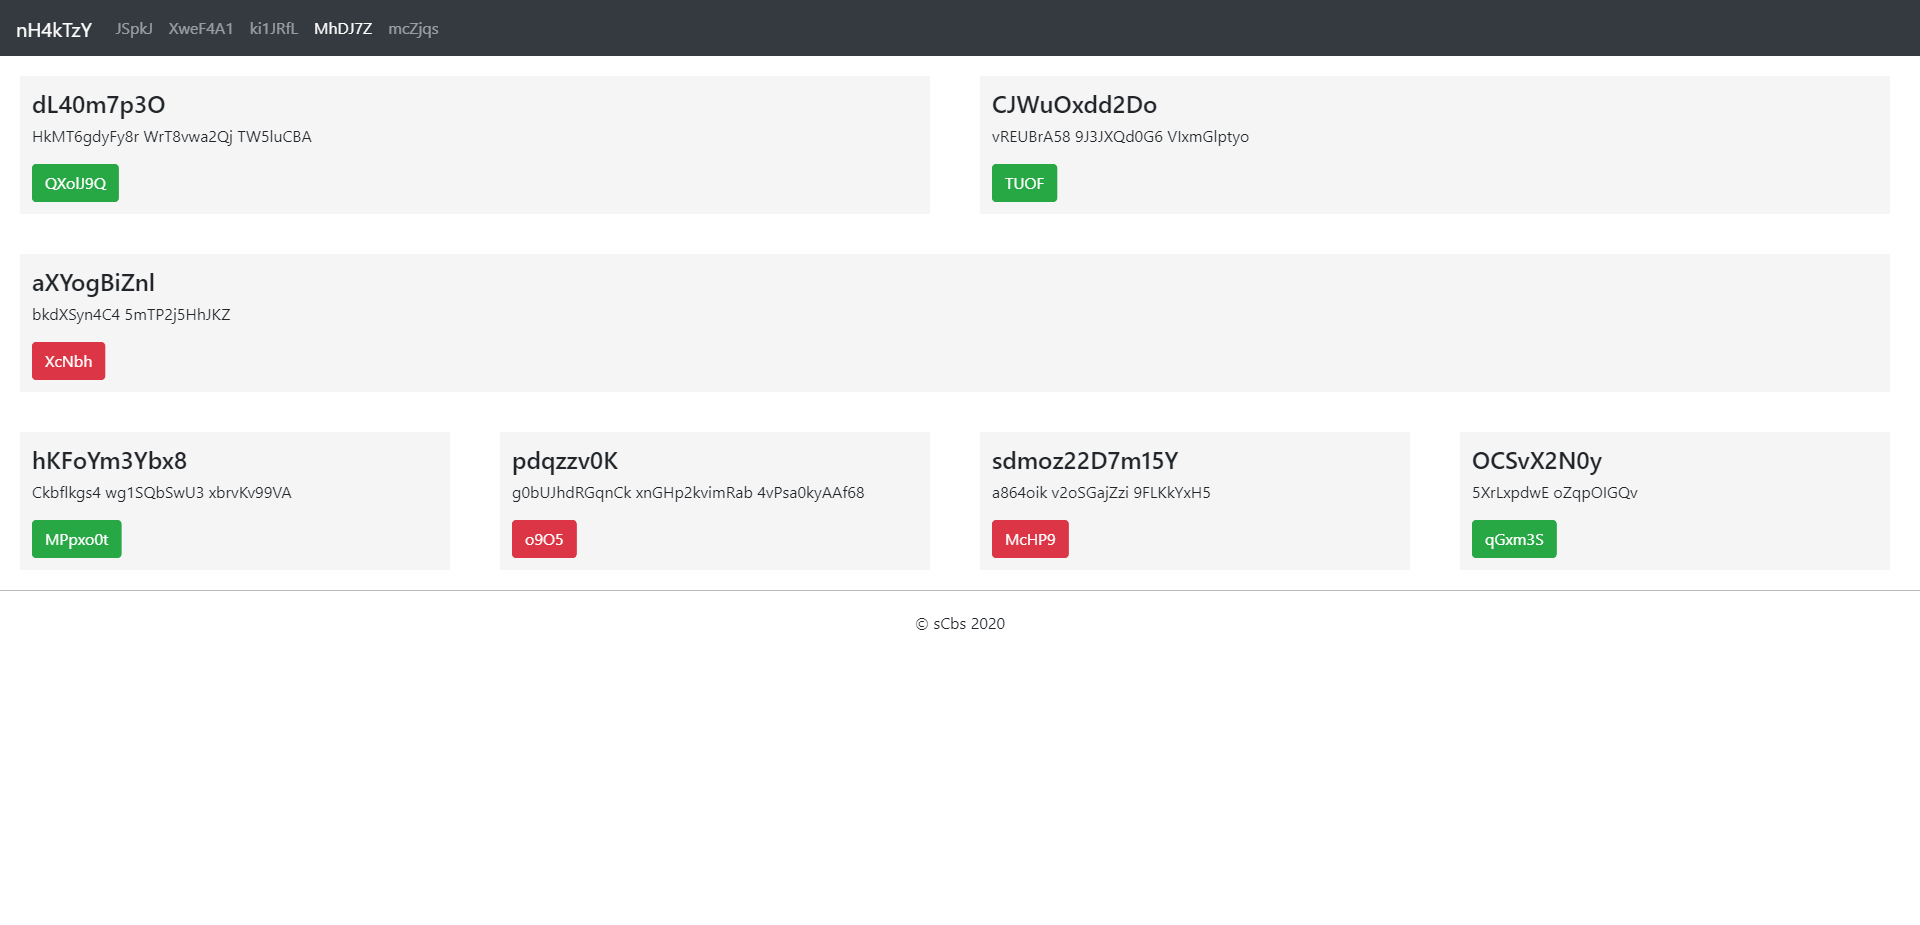 nH4kTzY JSpkJ XweF4A1 ki1JRfL MhDJ7Z mcZjqs
dL40m7p3O
HkMT6gdyFy8r WrT8vwa2Qj TW5luCBA
QXolJ9Q
CJWuOxdd2Do
vREUBrA58 9J3JXQd0G6 VIxmGlptyo
TUOF
aXYogBiZnl
bkdXSyn4C4 5mTP2j5HhJKZ
XcNbh
hKFoYm3Ybx8
Ckbflkgs4 wg1SQbSwU3 xbrvKv99VA
MPpxo0t
pdqzzv0K
g0bUJhdRGqnCk xnGHp2kvimRab 4vPsa0kyAAf68
o9O5
sdmoz22D7m15Y
a864oik v2oSGajZzi 9FLKkYxH5
McHP9
OCSvX2N0y
5XrLxpdwE oZqpOIGQv
qGxm3S
© sCbs 2020